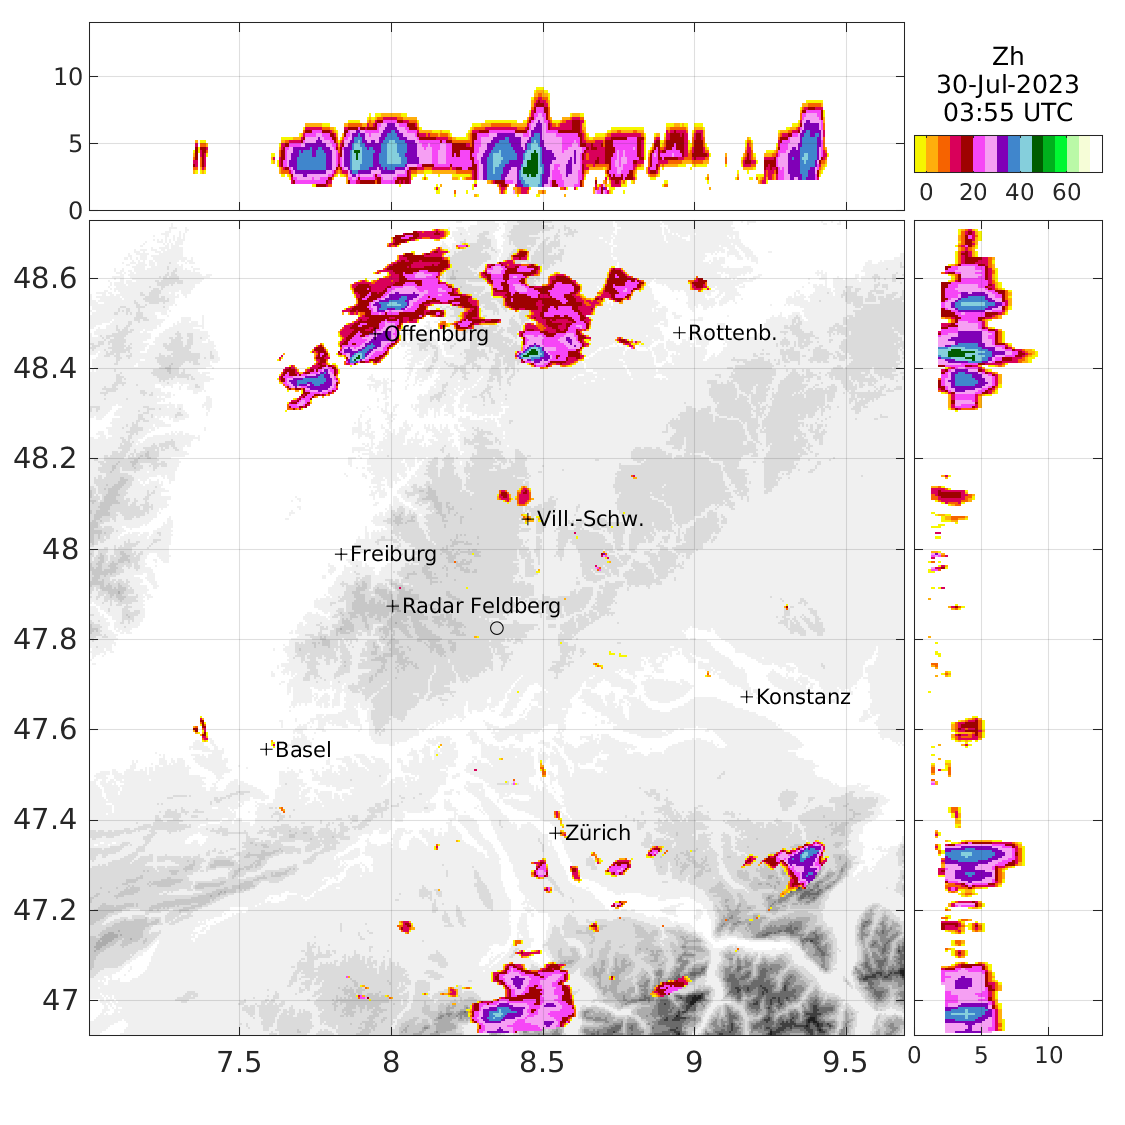 10
5
0
Zh
30-Jul-2023
03:55 UTC
0 20 40 60
48.6
48.4
48.2
48
47.8
47.6
47.4
47.2
47
Offenburg
Rottenb.
Vill.-Schw.
Freiburg
Radar Feldberg
Konstanz
Basel
Zürich
7.5 8 8.5 9 9.5
0 5 10